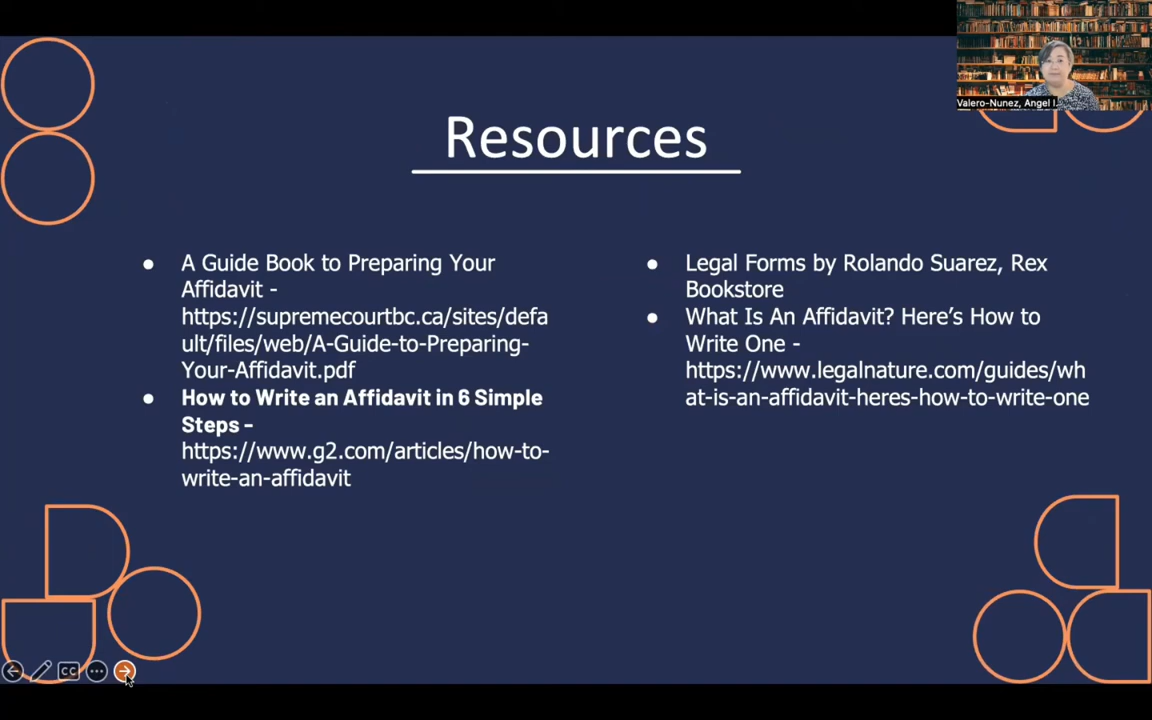 Valero-Nunez, Angel I.
Resources
● A Guide Book to Preparing Your
Affidavit -
https://supremecourtbc.ca/sites/defa
ult/files/web/A-Guide-to-Preparing-
Your-Affidavit.pdf
● How to Write an Affidavit in 6 Simple
Steps -
https://www.g2.com/articles/how-to-
write-an-affidavit
● Legal Forms by Rolando Suarez, Rex
Bookstore
● What Is An Affidavit? Here’s How to
Write One -
https://www.legalnature.com/guides/wh
at-is-an-affidavit-heres-how-to-write-one
CC